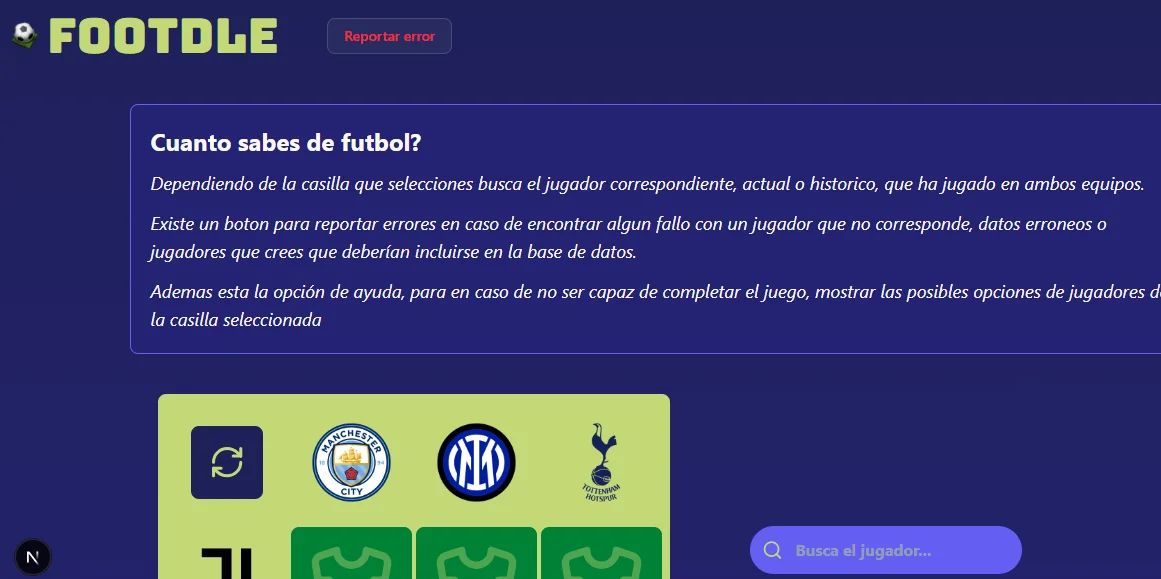 FOOTDLE
Reportar error
Cuanto sabes de futbol?
Dependiendo de la casilla que selecciones busca el jugador correspondiente, actual o historico, que ha jugado en ambos equipos.
Existe un boton para reportar errores en caso de encontrar algun fallo con un jugador que no corresponde, datos erroneos o
jugadores que crees que deberían incluirse en la base de datos.
Ademas esta la opción de ayuda, para en caso de no ser capaz de completar el juego, mostrar las posibles opciones de jugadores de
la casilla seleccionada
MANCHESTER
18 94
CITY
TOTTENHAM
HOTSPUR
Busca el jugador...
N